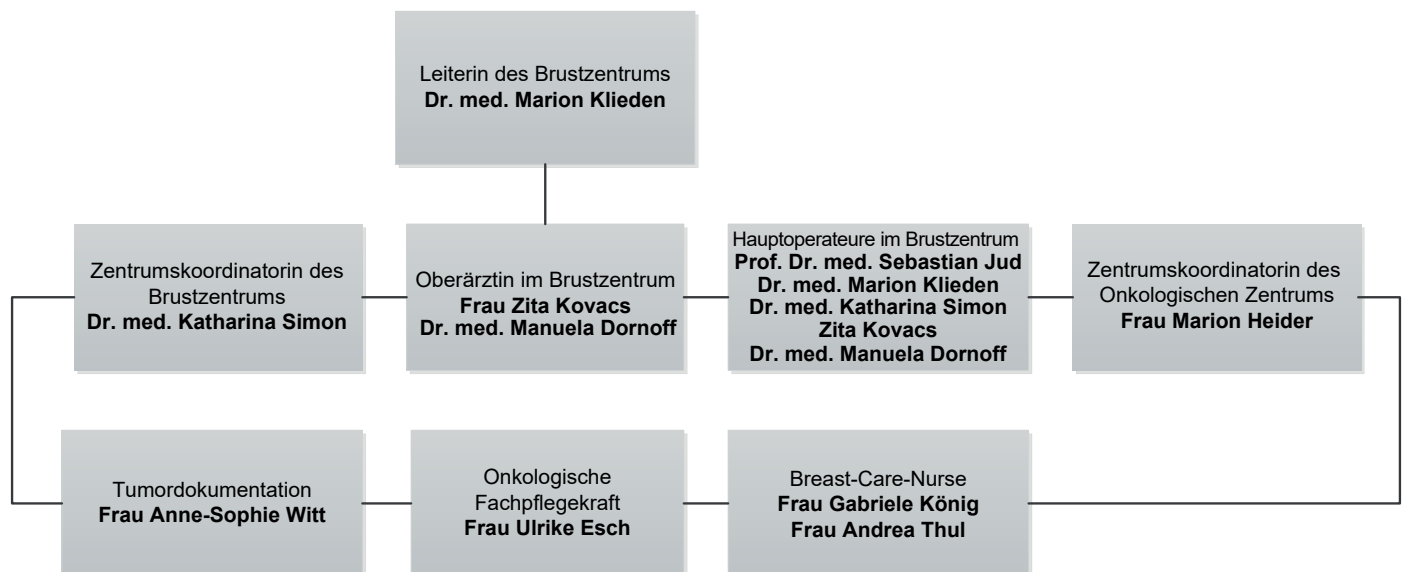 Leiterin des Brustzentrums
Dr. med. Marion Klieden
Zentrumskoordinatorin des
Brustzentrums
Dr. med. Katharina Simon
Oberärztin im Brustzentrum
Frau Zita Kovacs
Dr. med. Manuela Dornoff
Hauptoperateure im Brustzentrum
Prof. Dr. med. Sebastian Jud
Dr. med. Marion Klieden
Dr. med. Katharina Simon
Zita Kovacs
Dr. med. Manuela Dornoff
Zentrumskoordinatorin des
Onkologischen Zentrums
Frau Marion Heider
Tumordokumentation
Frau Anne-Sophie Witt
Onkologische
Fachpflegekraft
Frau Ulrike Esch
Breast-Care-Nurse
Frau Gabriele König
Frau Andrea Thul